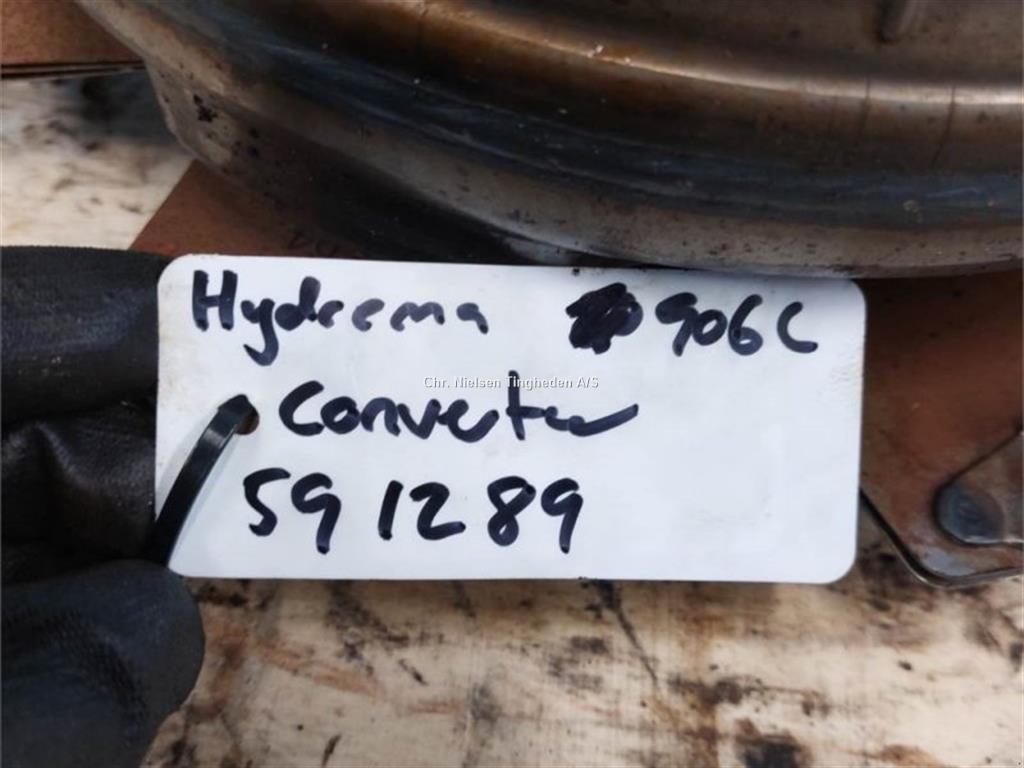 Hydrema 906C
Chr. Nielsen Tingheden A/S
Converter
591289